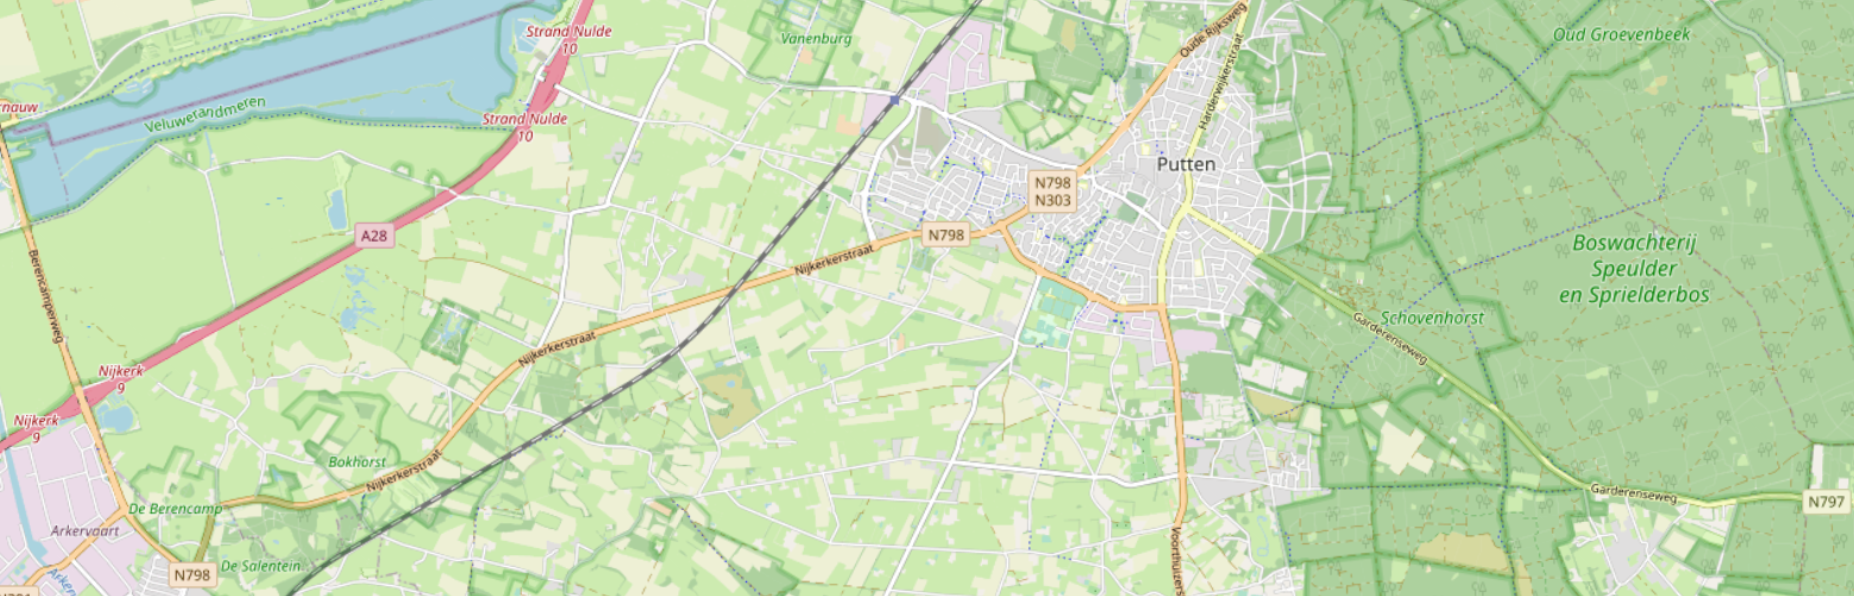 Strand Nulde
10
Vanenburg
Oude Rijksweg
Oud Groevenbeek
Harderwijkerstraat
Veluwerandmeren
Strand Nulde
10
Putten
N798
N303
A28
N798
Nijkerkerstraat
Boswachterij
Speulder
en Sprielderbos
Berencamperweg
Schovenhorst
Garderenseweg
Nijkerkerstraat
Nijkerk
9
Nijkerk
9
Bokhorst
Nijkerkerstraat
Garderenseweg
N797
De Berencamp
Arkervaart
De Salentein
N798